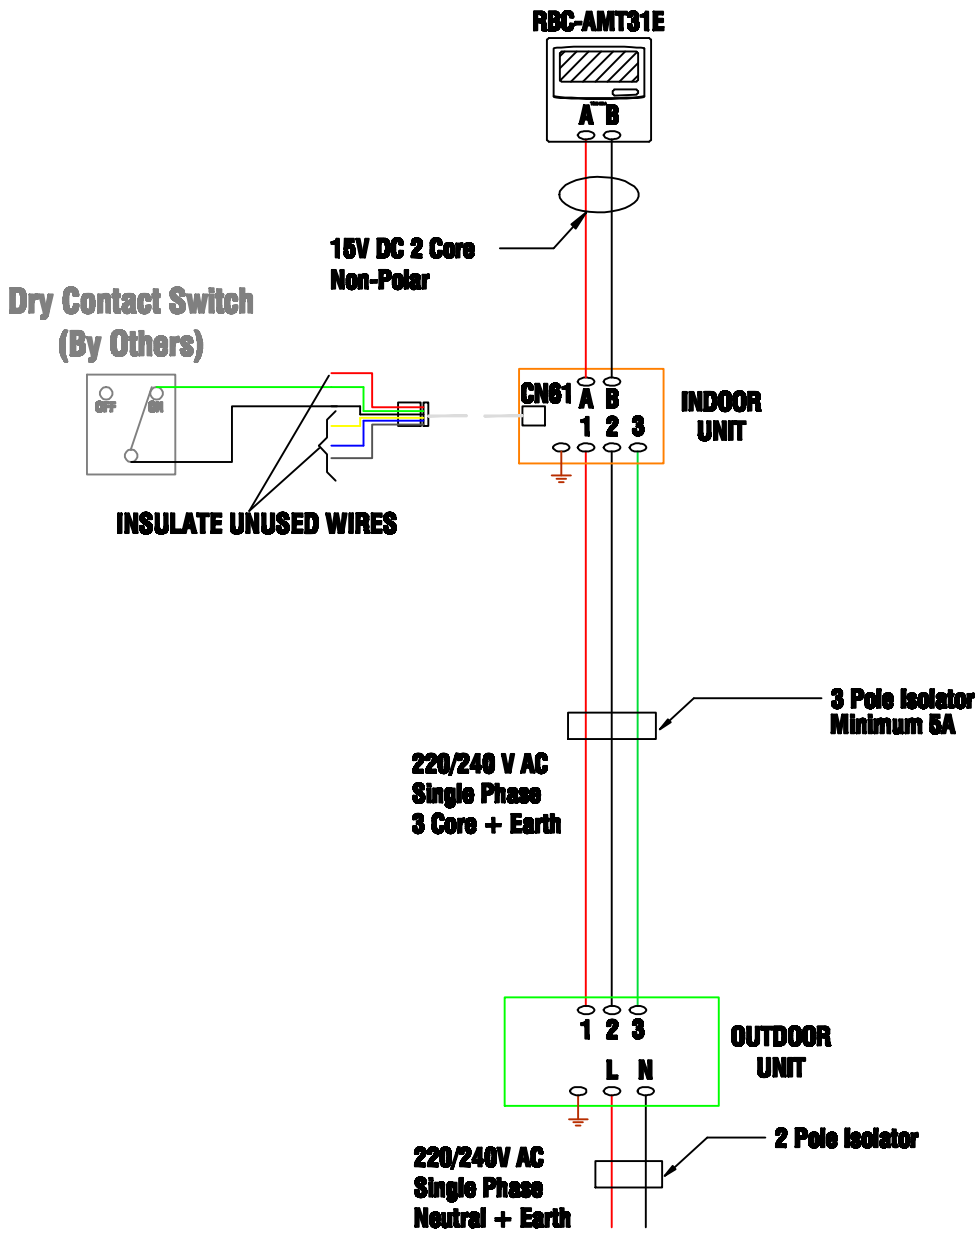 RBC-AMT31E
A B
15V DC 2 Core
Non-Polar
Dry Contact Switch
(By Others)
OFF ON
CN61
A B
1 2 3
INDOOR
UNIT
INSULATE UNUSED WIRES
3 Pole Isolator
Minimum 5A
220/240 V AC
Single Phase
3 Core + Earth
1 2 3
L N
OUTDOOR
UNIT
2 Pole Isolator
220/240V AC
Single Phase
Neutral + Earth